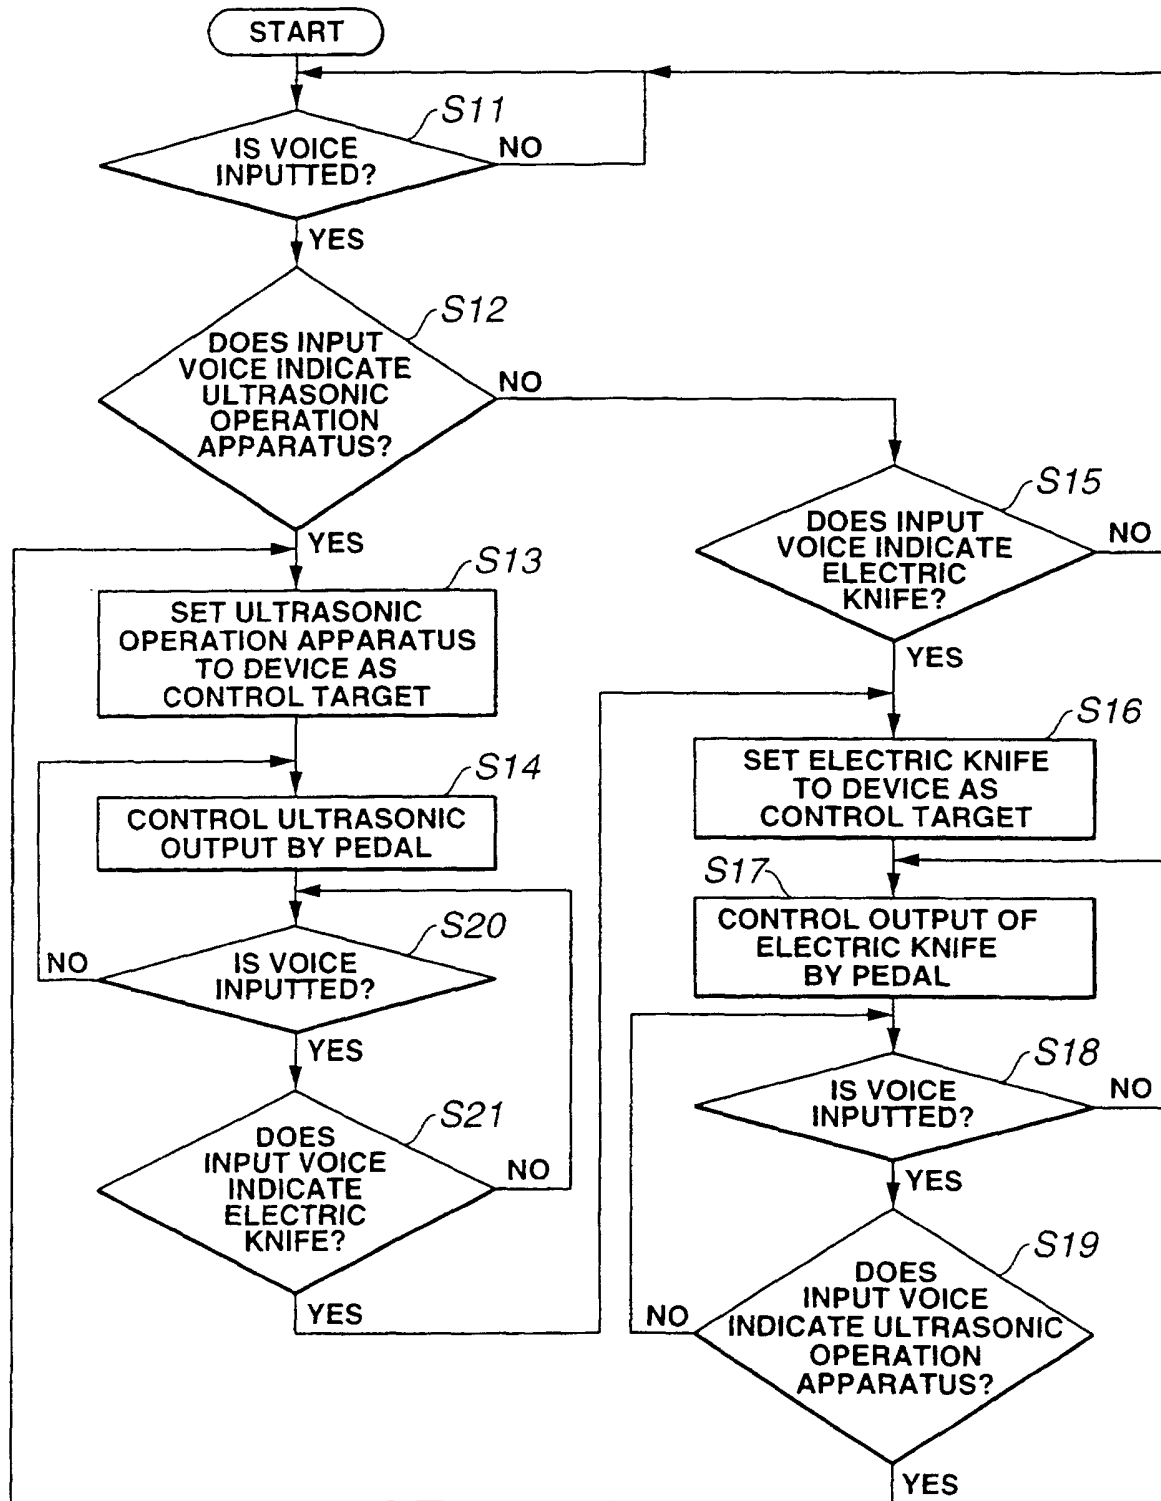 START
S11
IS VOICE
INPUTTED?
NO
YES
S12
DOES INPUT
VOICE INDICATE
ULTRASONIC
OPERATION
APPARATUS?
NO
YES
S13
SET ULTRASONIC
OPERATION APPARATUS
TO DEVICE AS
CONTROL TARGET
S14
CONTROL ULTRASONIC
OUTPUT BY PEDAL
S20
IS VOICE
INPUTTED?
NO
YES
S21
DOES
INPUT VOICE
INDICATE
ELECTRIC
KNIFE?
NO
YES
S15
DOES INPUT
VOICE INDICATE
ELECTRIC
KNIFE?
NO
YES
S16
SET ELECTRIC KNIFE
TO DEVICE AS
CONTROL TARGET
S17
CONTROL OUTPUT OF
ELECTRIC KNIFE
BY PEDAL
S18
IS VOICE
INPUTTED?
NO
YES
S19
DOES
INPUT VOICE
INDICATE ULTRASONIC
OPERATION
APPARATUS?
NO
YES